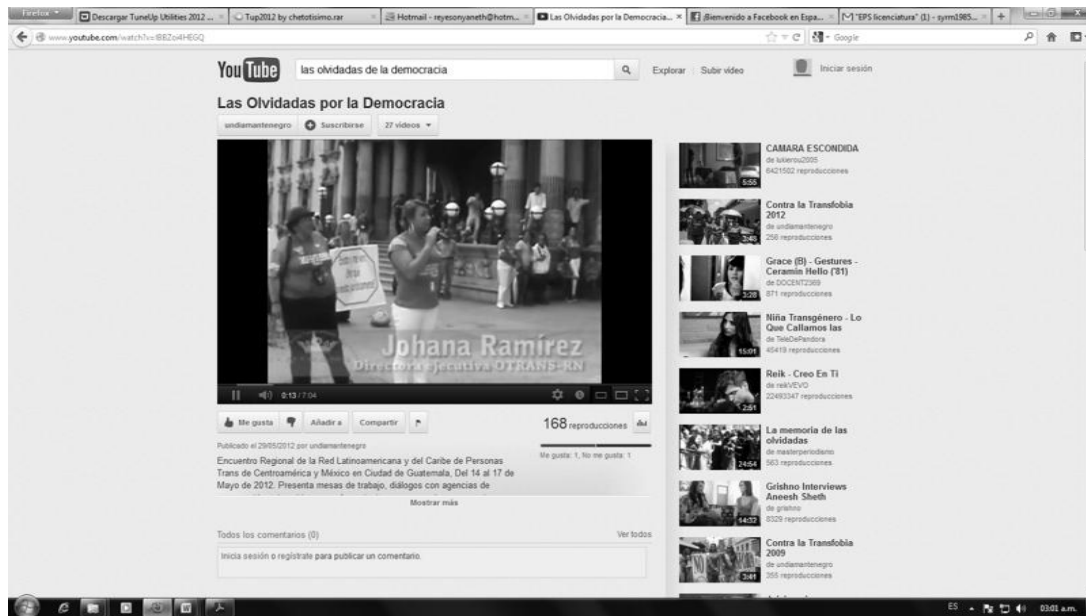 Firefox
Descargar TuneUp Utilities 2012 ...
Tup2012 by chetotisimo.rar
Hotmail - reyesonyaneth@hotm...
Las Olvidadas por la Democracia...
¡Bienvenido a Facebook en Espa...
"EPS licenciatura" (1) - syrm1985...
www.youtube.com/watch?v=
Google
YouTube
las olvidadas de la democracia
Explorar
Subir vídeo
Iniciar sesión
Las Olvidadas por la Democracia
undiamantenegro
Suscribirse
27 vídeos
Johana Ramírez
Directora ejecutiva OTRANS-RN
0:13 / 7:04
Me gusta
Añadir a
Compartir
168 reproducciones
Publicado el 29/05/2012 por undiamantenegro
Me gusta: 1, No me gusta: 1
Encuentro Regional de la Red Latinoamericana y del Caribe de Personas
Trans de Centroamérica y México en Ciudad de Guatemala, Del 14 al 17 de
Mayo de 2012. Presenta mesas de trabajo, diálogos con agencias de
Mostrar más
Todos los comentarios (0)
Ver todos
Inicia sesión o regístrate para publicar un comentario.
CAMARA ESCONDIDA
de lukierou2005
6421502 reproducciones
5:55
Contra la Transfobia
2012
de undiamantenegro
256 reproducciones
3:48
Grace (B) - Gestures -
Ceramin Hello ('81)
de DOCENT2369
871 reproducciones
3:28
Niña Transgénero - Lo
Que Callamos las
de TeleDePandora
45419 reproducciones
15:01
Reik - Creo En Ti
de reikVEVO
22493347 reproducciones
2:51
La memoria de las
olvidadas
de masterperiodismo
563 reproducciones
24:54
Grishno Interviews
Aneesh Sheth
de grishno
8329 reproducciones
14:32
Contra la Transfobia
2009
de undiamantenegro
355 reproducciones
3:41
ES
03:01 a.m.